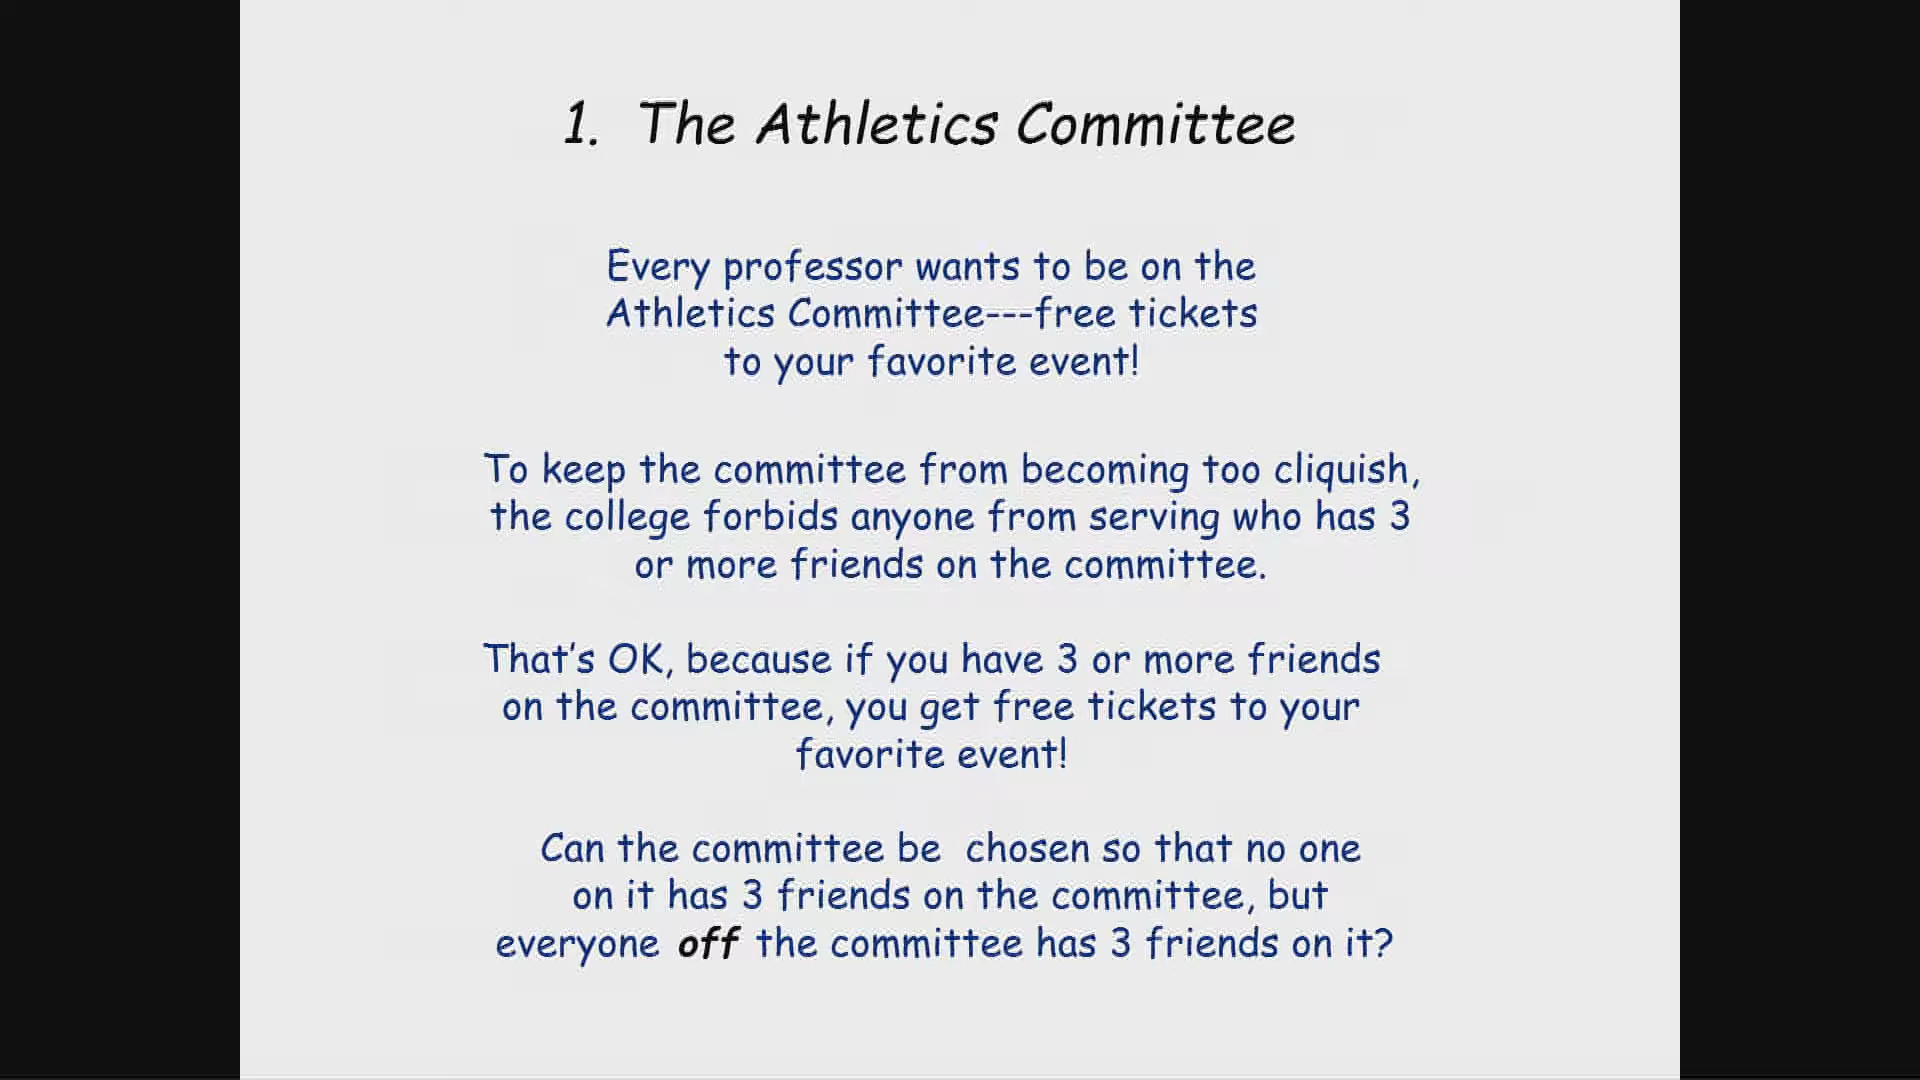 1. The Athletics Committee
Every professor wants to be on the
Athletics Committee---free tickets
to your favorite event!
To keep the committee from becoming too cliquish,
the college forbids anyone from serving who has 3
or more friends on the committee.
That's OK, because if you have 3 or more friends
on the committee, you get free tickets to your
favorite event!
Can the committee be chosen so that no one
on it has 3 friends on the committee, but
everyone off the committee has 3 friends on it?